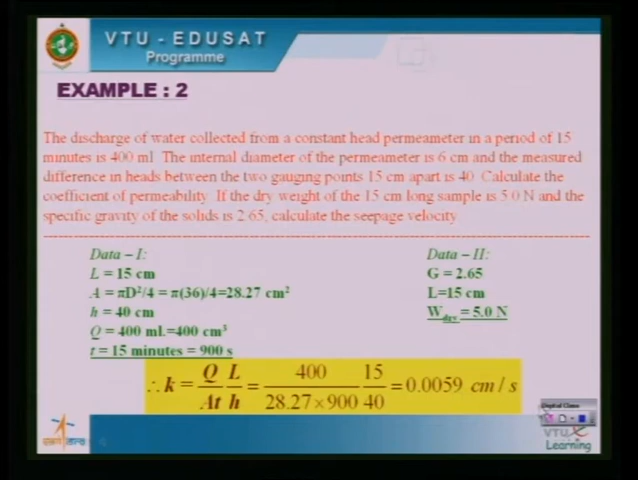 VTU - EDUSAT
Programme
EXAMPLE : 2
The discharge of water collected from a constant head permeameter in a period of 15
minutes is 400 ml. The internal diameter of the permeameter is 6 cm and the measured
difference in heads between the two gauging points 15 cm apart is 40. Calculate the
coefficient of permeability. If the dry weight of the 15 cm long sample is 5.0 N and the
specific gravity of the solids is 2.65, calculate the seepage velocity.
Data – I:
L = 15 cm
A = πD²/4 = π(36)/4=28.27 cm²
h = 40 cm
Q = 400 mL=400 cm³
t = 15 minutes = 900 s
Data – II:
G = 2.65
L=15 cm
W_dry = 5.0 N
∴ k = Q/At L/h = 400/(28.27×900) 15/40 = 0.0059 cm/s
Digital Class
VTU
Learning